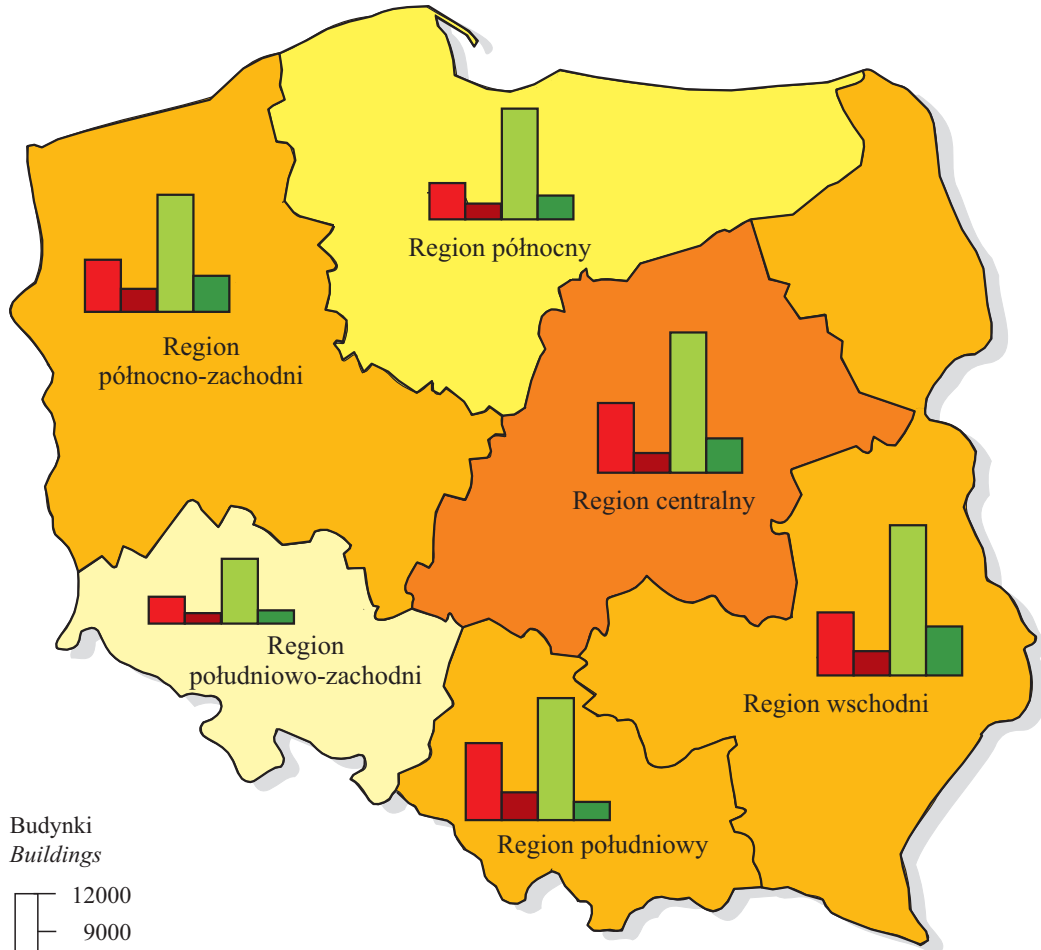 Region północny
Region
północno-zachodni
Region centralny
Region
południowo-zachodni
Region wschodni
Region południowy
Budynki
Buildings
12000
9000